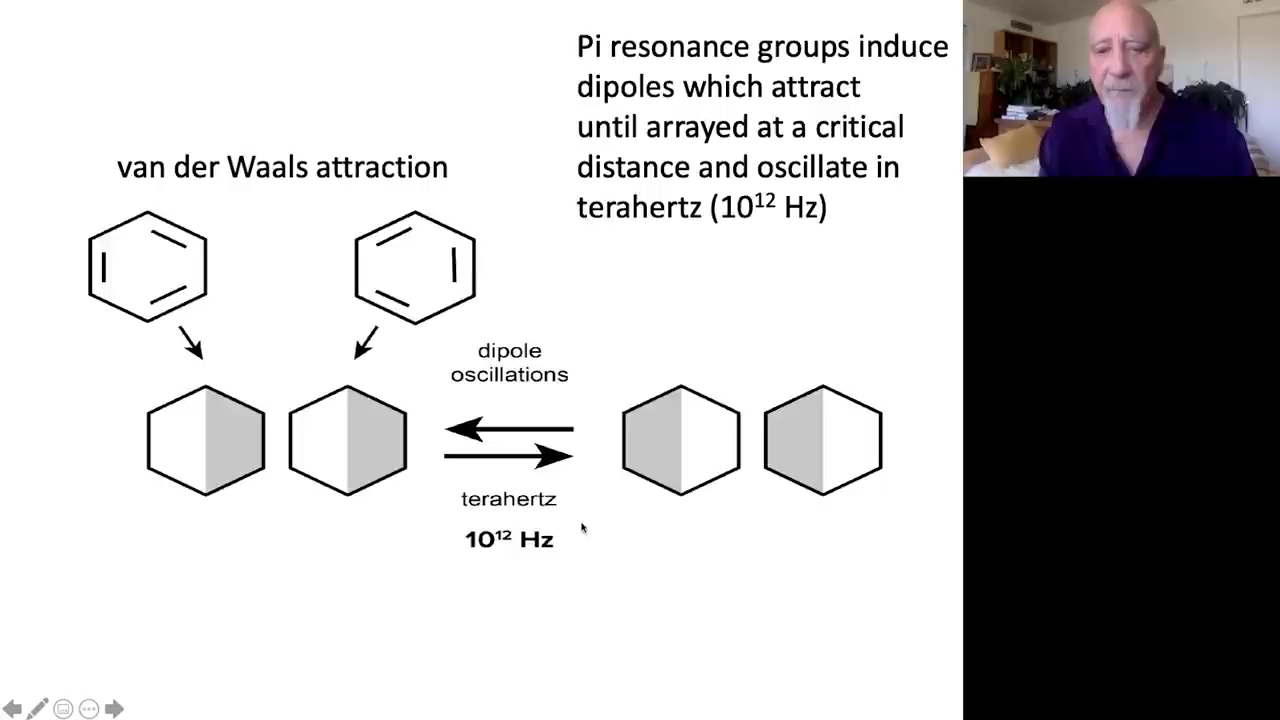 Pi resonance groups induce
dipoles which attract
until arrayed at a critical
distance and oscillate in
terahertz (10¹² Hz)
van der Waals attraction
dipole
oscillations
terahertz
10¹² Hz